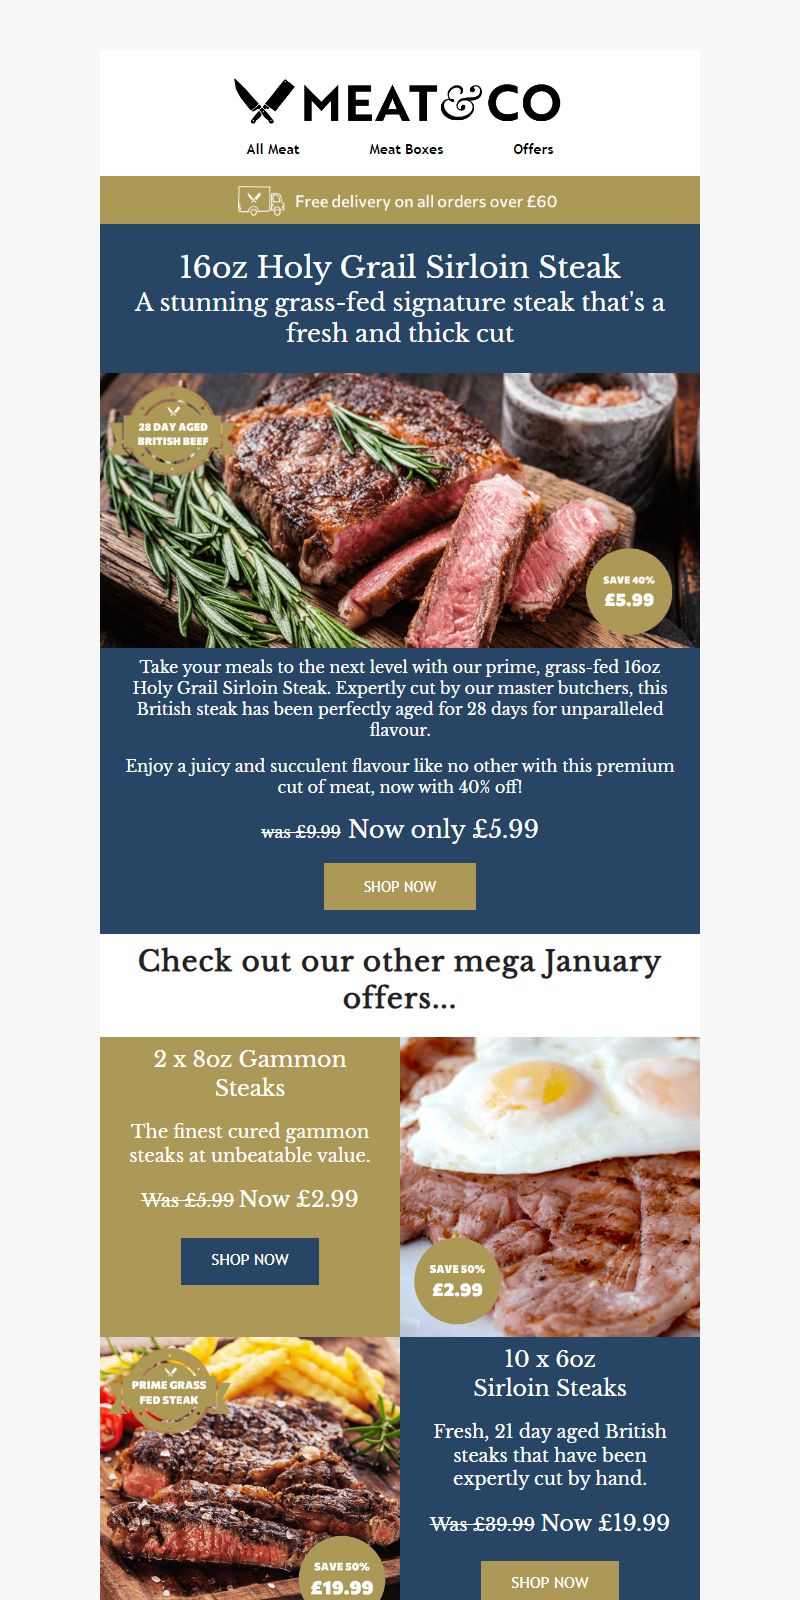 MEAT&CO
All Meat Meat Boxes Offers
Free delivery on all orders over £60
16oz Holy Grail Sirloin Steak
A stunning grass-fed signature steak that's a
fresh and thick cut
28 DAY AGED
BRITISH BEEF
SAVE 40%
£5.99
Take your meals to the next level with our prime, grass-fed 16oz
Holy Grail Sirloin Steak. Expertly cut by our master butchers, this
British steak has been perfectly aged for 28 days for unparalleled
flavour.
Enjoy a juicy and succulent flavour like no other with this premium
cut of meat, now with 40% off!
was £9.99 Now only £5.99
SHOP NOW
Check out our other mega January
offers...
2 x 8oz Gammon
Steaks
The finest cured gammon
steaks at unbeatable value.
Was £5.99 Now £2.99
SHOP NOW
SAVE 50%
£2.99
PRIME GRASS
FED STEAK
SAVE 50%
£19.99
10 x 6oz
Sirloin Steaks
Fresh, 21 day aged British
steaks that have been
expertly cut by hand.
Was £39.99 Now £19.99
SHOP NOW